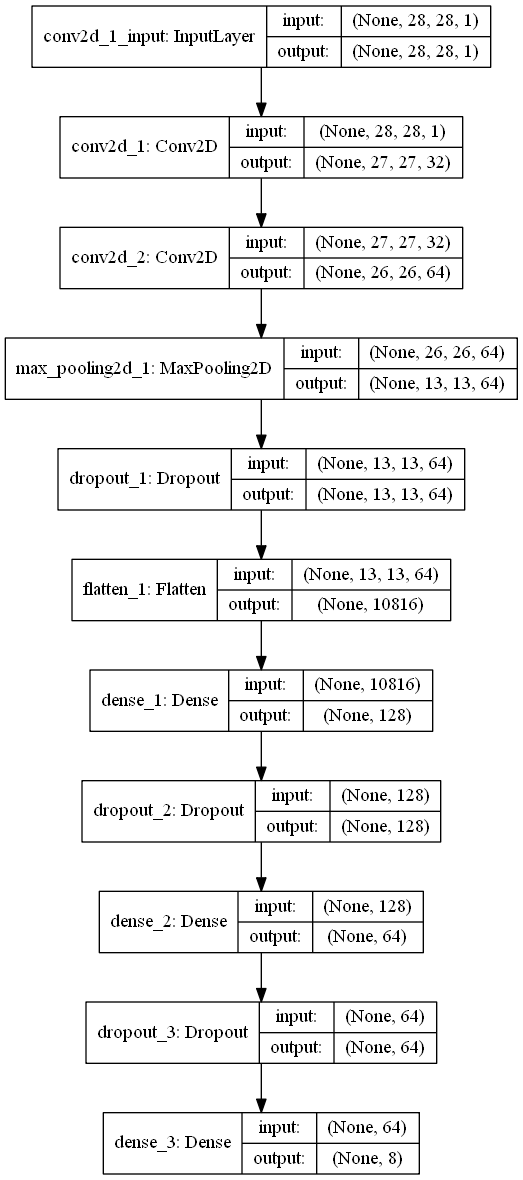 conv2d_1_input: InputLayer
input: (None, 28, 28, 1)
output: (None, 28, 28, 1)
conv2d_1: Conv2D
input: (None, 28, 28, 1)
output: (None, 27, 27, 32)
conv2d_2: Conv2D
input: (None, 27, 27, 32)
output: (None, 26, 26, 64)
max_pooling2d_1: MaxPooling2D
input: (None, 26, 26, 64)
output: (None, 13, 13, 64)
dropout_1: Dropout
input: (None, 13, 13, 64)
output: (None, 13, 13, 64)
flatten_1: Flatten
input: (None, 13, 13, 64)
output: (None, 10816)
dense_1: Dense
input: (None, 10816)
output: (None, 128)
dropout_2: Dropout
input: (None, 128)
output: (None, 128)
dense_2: Dense
input: (None, 128)
output: (None, 64)
dropout_3: Dropout
input: (None, 64)
output: (None, 64)
dense_3: Dense
input: (None, 64)
output: (None, 8)